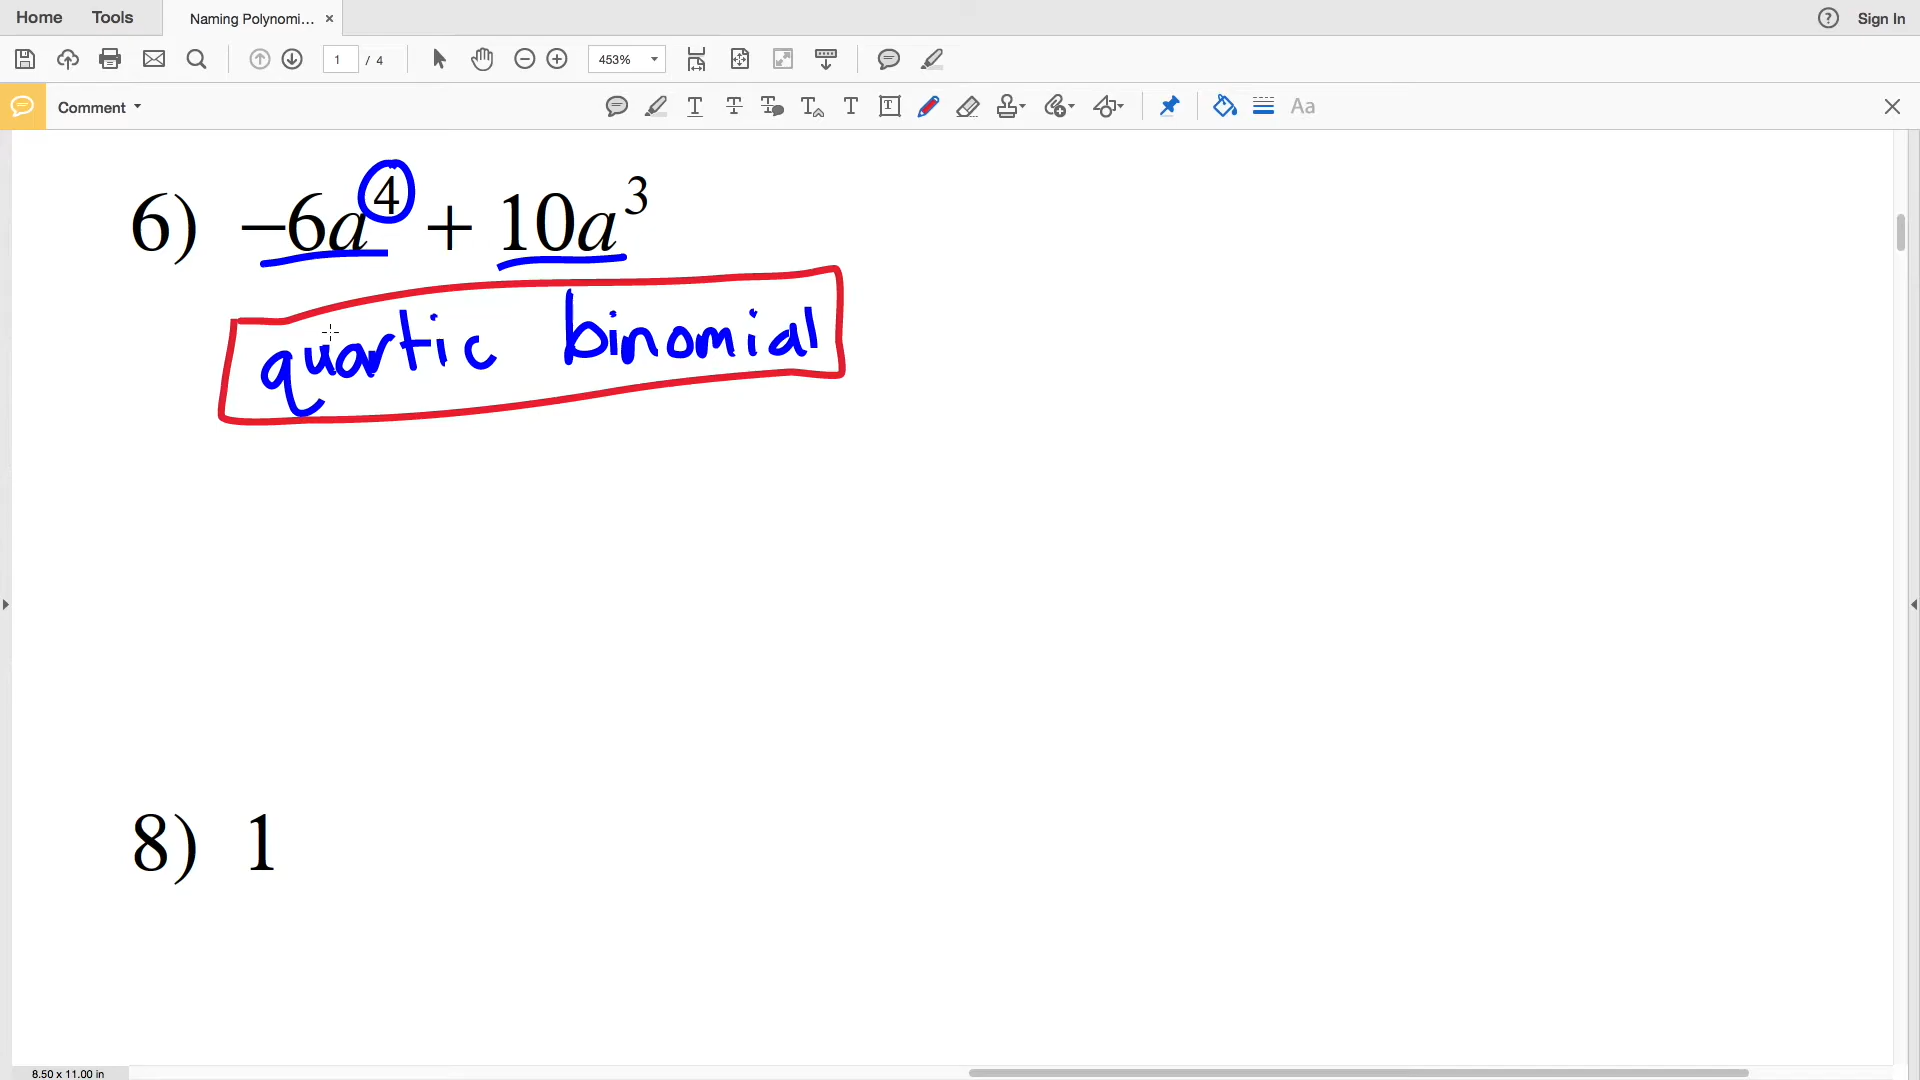 Home Tools Naming Polynomi... × ? Sign In
1 / 4 453%
Comment T T T T T T Aa
6) −6a⁴ + 10a³
quartic binomial
8) 1
8.50 x 11.00 in